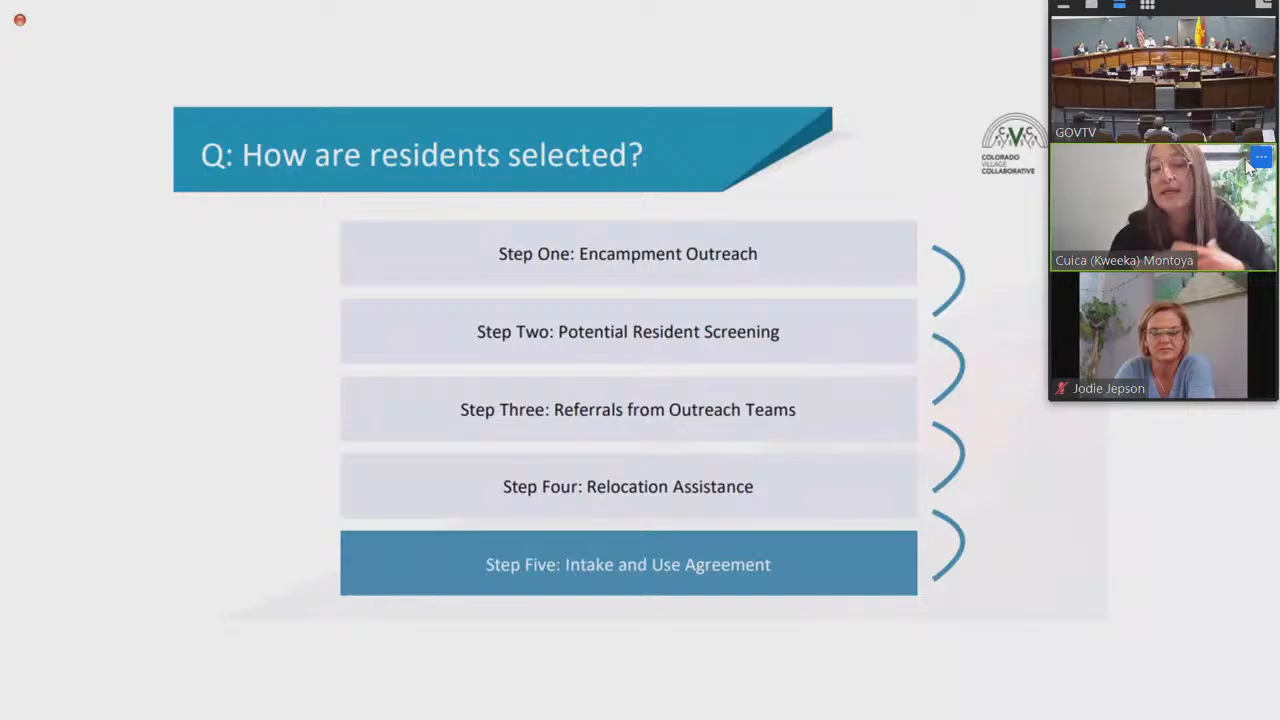 Q: How are residents selected?
COLORADO
VILLAGE
COLLABORATIVE
Step One: Encampment Outreach
Step Two: Potential Resident Screening
Step Three: Referrals from Outreach Teams
Step Four: Relocation Assistance
Step Five: Intake and Use Agreement
GOVTV
Cuica (Kweeka) Montoya
Jodie Jepson